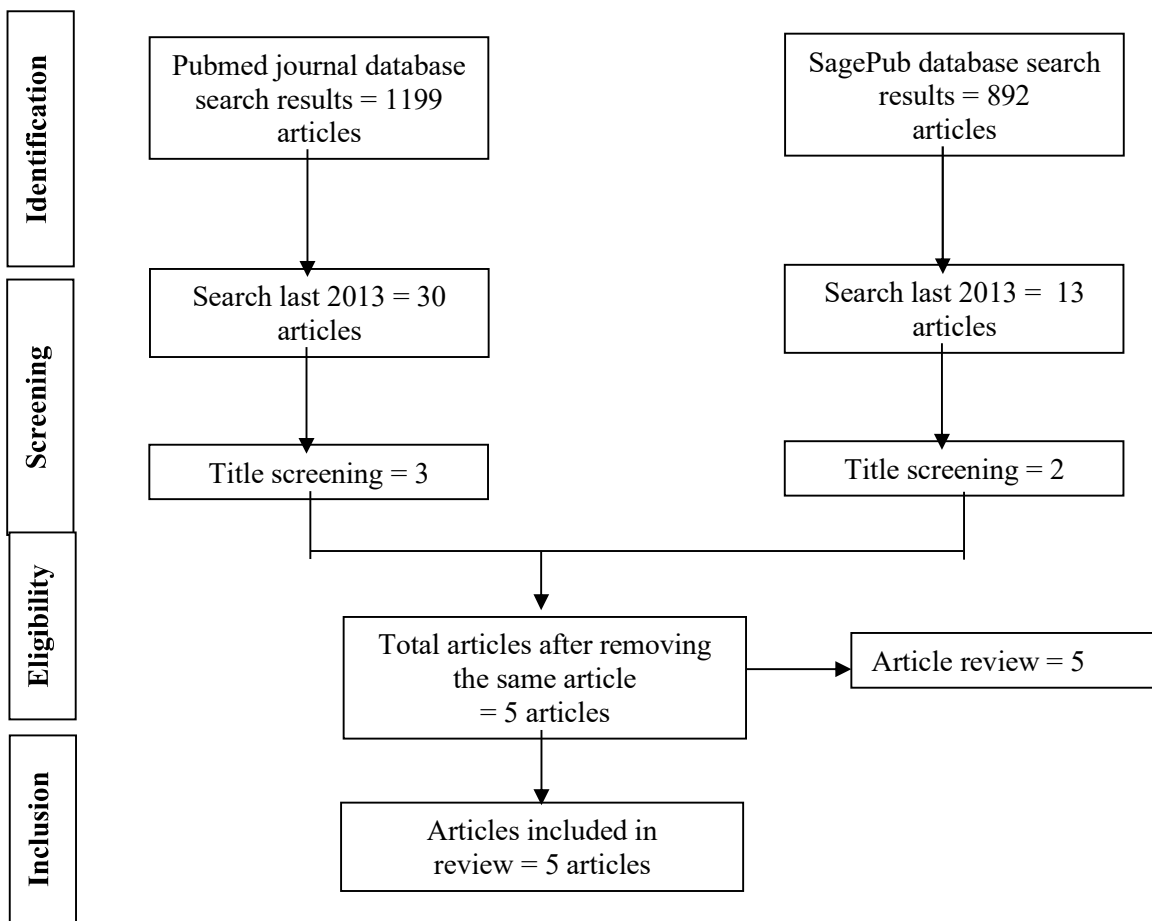 Identification
Pubmed journal database
search results = 1199
articles
SagePub database search
results = 892
articles
Screening
Search last 2013 = 30
articles
Search last 2013 =  13
articles
Title screening = 3
Title screening = 2
Eligibility
Total articles after removing
the same article
= 5 articles
Article review = 5
Inclusion
Articles included in
review = 5 articles